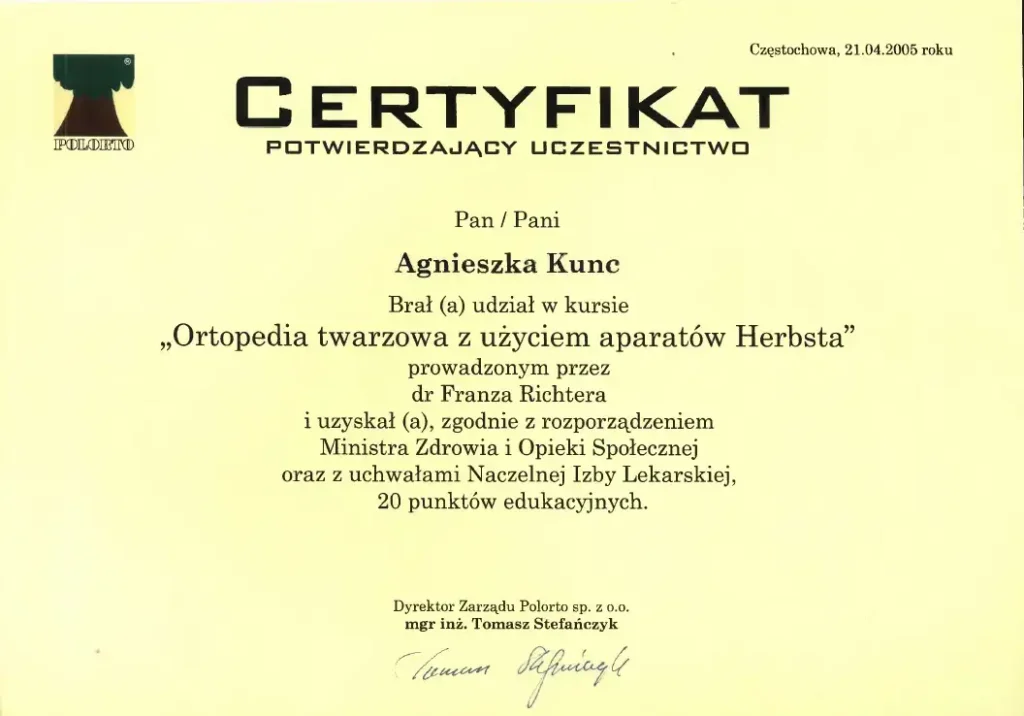 Częstochowa, 21.04.2005 roku
®
POLORTO
CERTYFIKAT
POTWIERDZAJĄCY UCZESTNICTWO
Pan / Pani
Agnieszka Kunc
Brał (a) udział w kursie
„Ortopedia twarzowa z użyciem aparatów Herbsta”
prowadzonym przez
dr Franza Richtera
i uzyskał (a), zgodnie z rozporządzeniem
Ministra Zdrowia i Opieki Społecznej
oraz z uchwałami Naczelnej Izby Lekarskiej,
20 punktów edukacyjnych.
Dyrektor Zarządu Polorto sp. z o.o.
mgr inż. Tomasz Stefańczyk